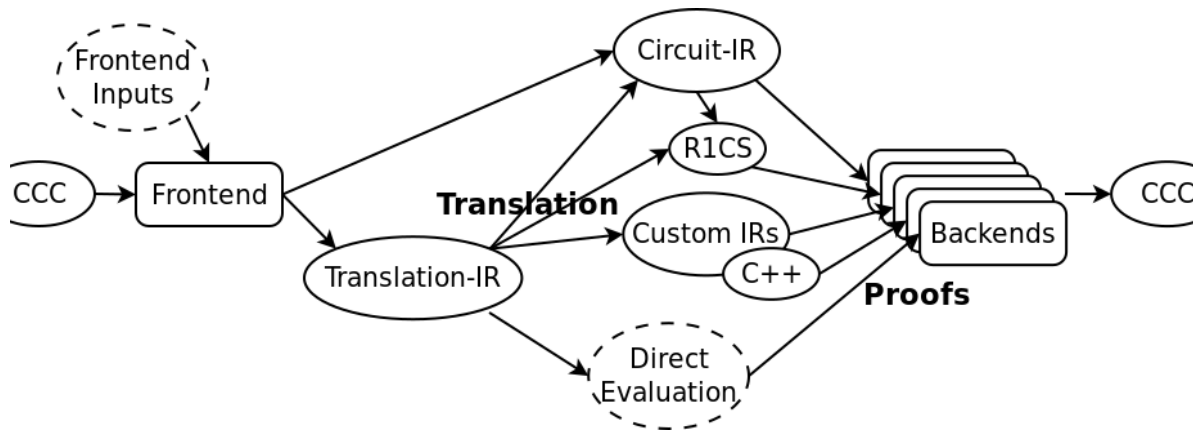 Frontend
Inputs
CCC
Frontend
Translation-IR
Translation
Circuit-IR
R1CS
Custom IRs
C++
Direct
Evaluation
Proofs
Backends
CCC